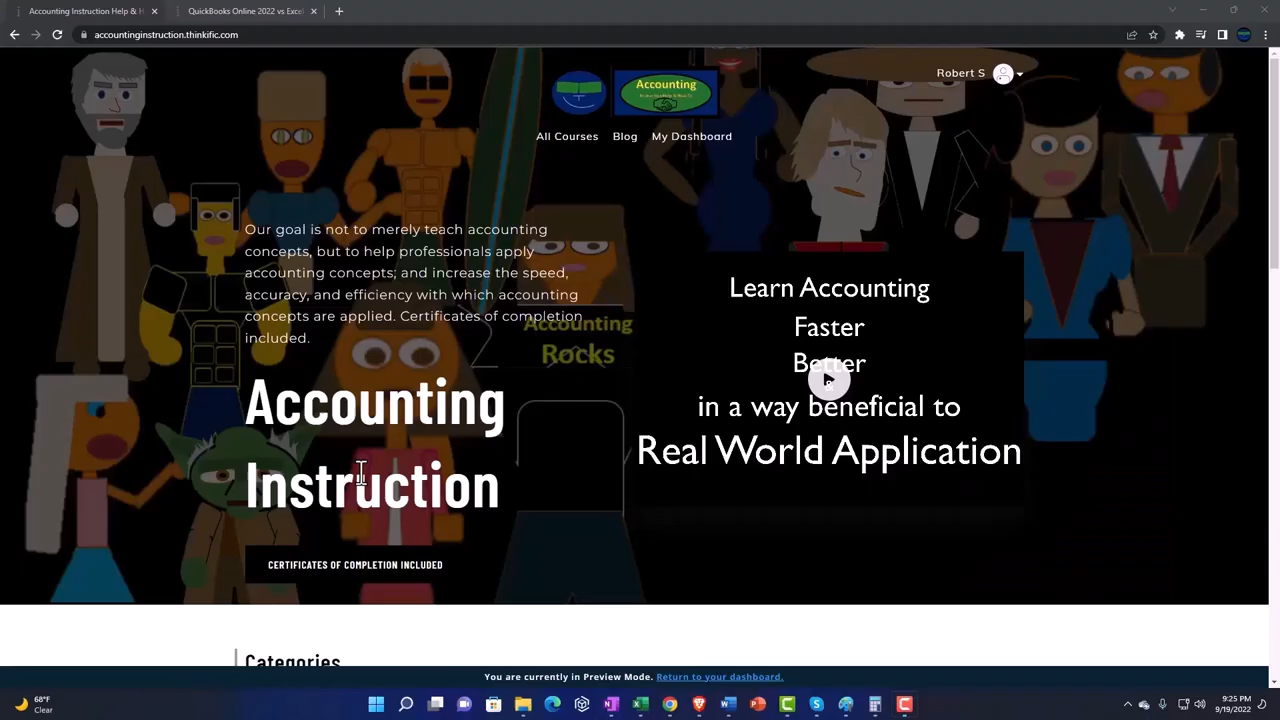 Accounting Instruction Help & H
QuickBooks Online 2022 vs Excel
accountinginstruction.thinkific.com
Robert S
Accounting
All Courses
Blog
My Dashboard
Our goal is not to merely teach accounting
concepts, but to help professionals apply
accounting concepts; and increase the speed,
accuracy, and efficiency with which accounting
concepts are applied. Certificates of completion
included.
Accounting
Rocks
Accounting
Instruction
CERTIFICATES OF COMPLETION INCLUDED
Learn Accounting
Faster
Better
&
in a way beneficial to
Real World Application
Categories
You are currently in Preview Mode. Return to your dashboard.
68°F
Clear
9:25 PM
9/19/2022